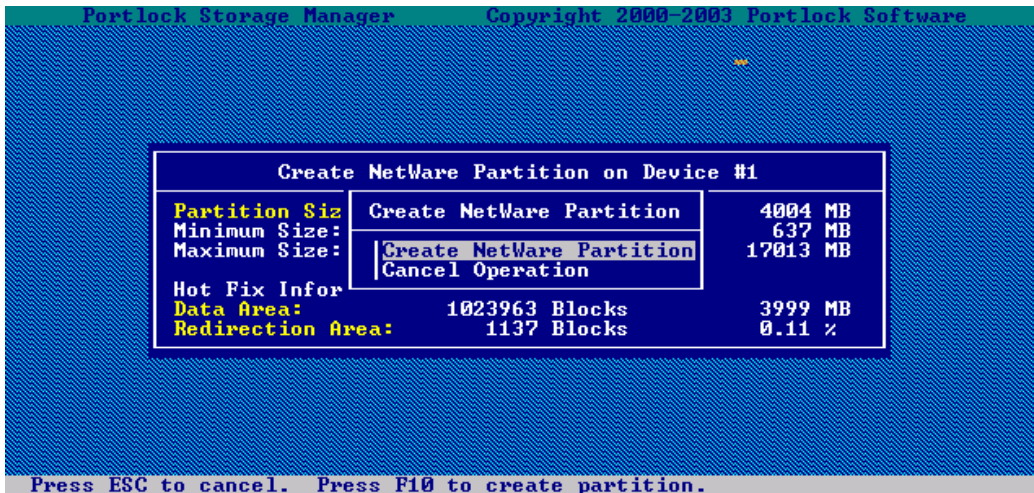 Portlock Storage Manager Copyright 2000-2003 Portlock Software
Create NetWare Partition on Device #1
Partition Siz 4004 MB
Minimum Size: 637 MB
Maximum Size: 17013 MB
Create NetWare Partition
Create NetWare Partition
Cancel Operation
Hot Fix Infor
Data Area: 1023963 Blocks 3999 MB
Redirection Area: 1137 Blocks 0.11 %
Press ESC to cancel. Press F10 to create partition.